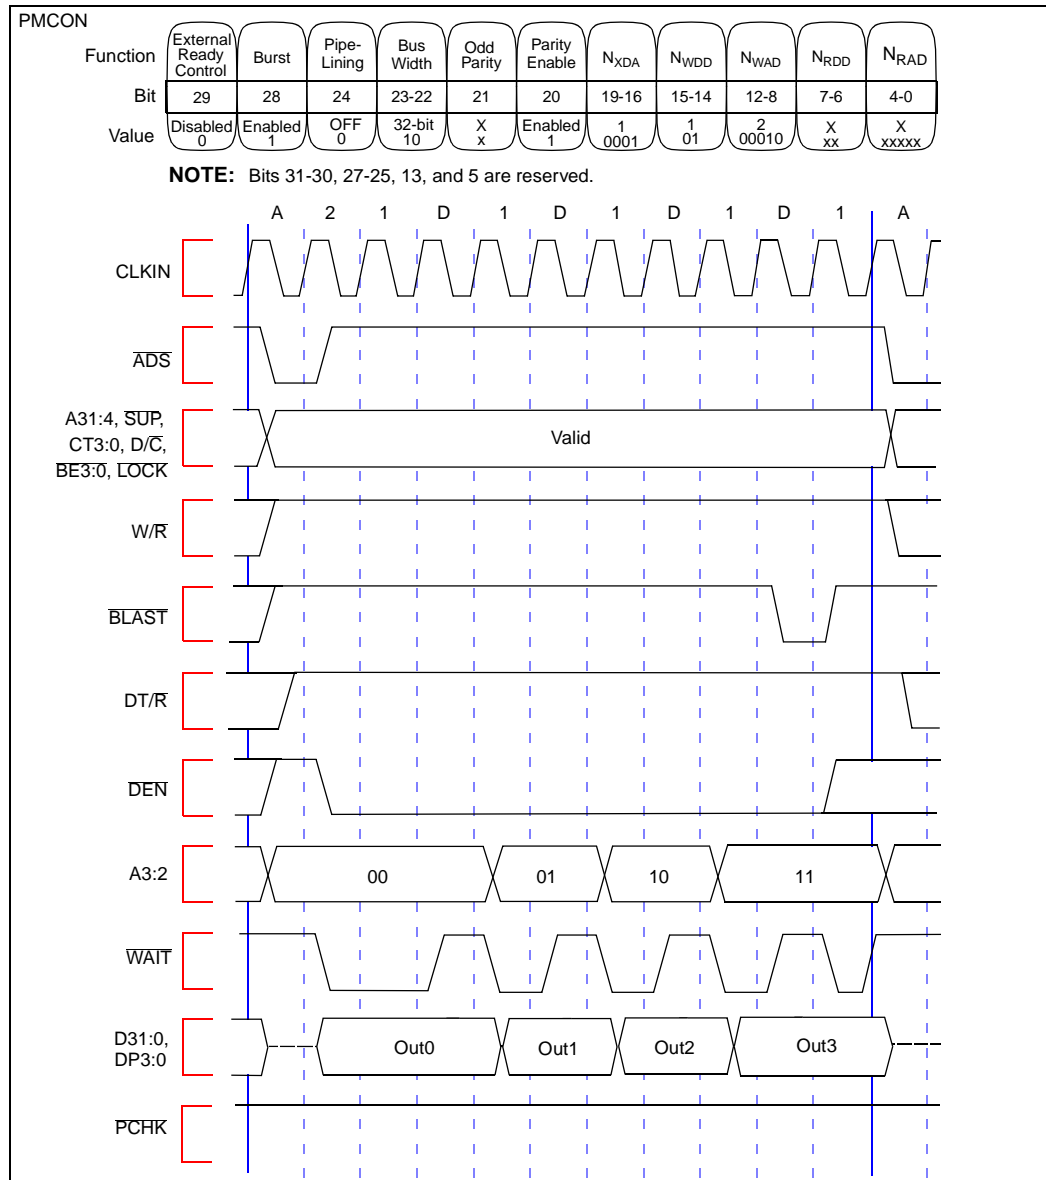 PMCON
Function External Ready Control Burst Pipe-Lining Bus Width Odd Parity Parity Enable NXDA NWDD NWAD NRDD NRAD
Bit 29 28 24 23-22 21 20 19-16 15-14 12-8 7-6 4-0
Value Disabled 0 Enabled 1 OFF 0 32-bit 10 X x Enabled 1 1 0001 1 01 2 00010 X xx X xxxxx
NOTE: Bits 31-30, 27-25, 13, and 5 are reserved.
A 2 1 D 1 D 1 D 1 D 1 A
CLKIN
ADS
A31:4, SUP,
CT3:0, D/C,
BE3:0, LOCK
Valid
W/R
BLAST
DT/R
DEN
A3:2 00 01 10 11
WAIT
D31:0,
DP3:0
Out0 Out1 Out2 Out3
PCHK